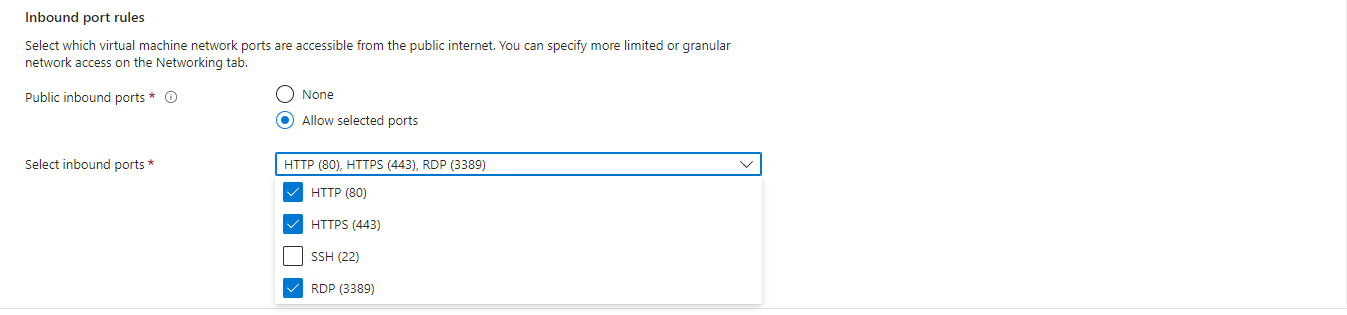 Inbound port rules
Select which virtual machine network ports are accessible from the public internet. You can specify more limited or granular
network access on the Networking tab.
Public inbound ports *
None
Allow selected ports
Select inbound ports *
HTTP (80), HTTPS (443), RDP (3389)
HTTP (80)
HTTPS (443)
SSH (22)
RDP (3389)